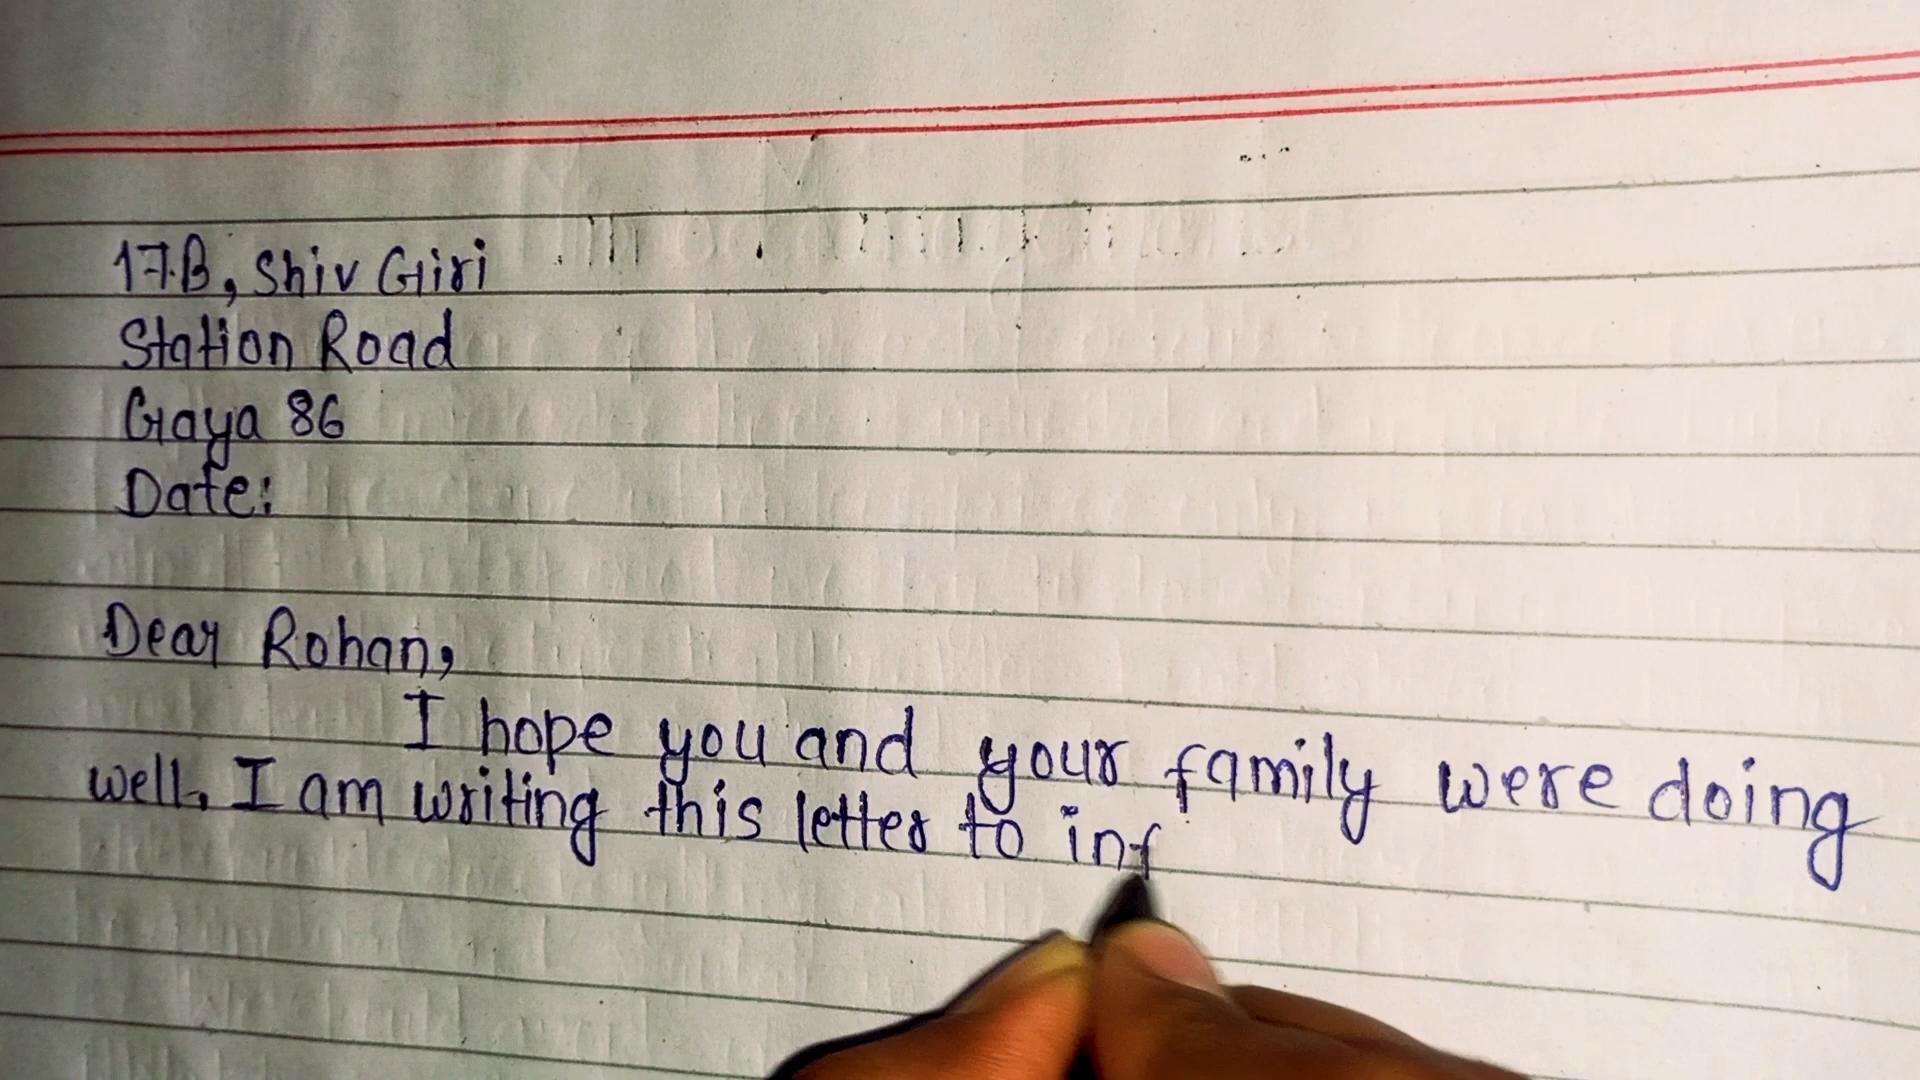 17.B, Shiv Giri
Station Road
Gaya 86
Date:
Dear Rohan,
I hope you and your family were doing
well. I am writing this letter to inf